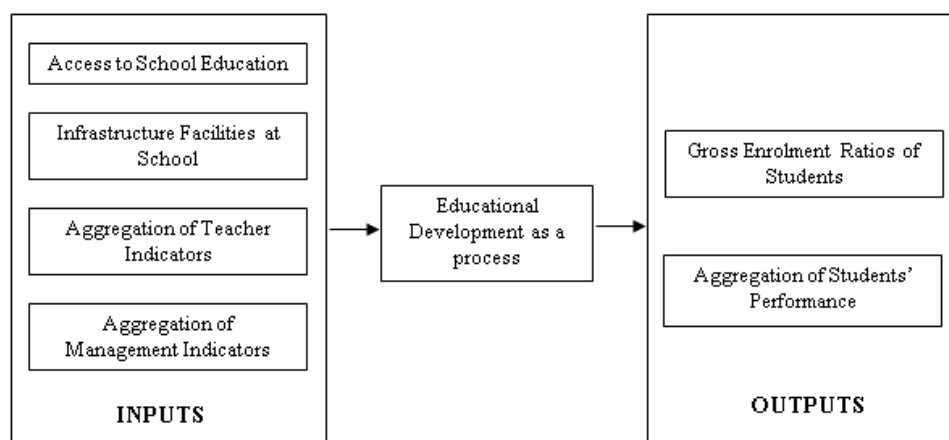 Access to School Education
Infrastructure Facilities at
School
Aggregation of Teacher
Indicators
Aggregation of
Management Indicators
INPUTS
Educational
Development as a
process
Gross Enrolment Ratios of
Students
Aggregation of Students'
Performance
OUTPUTS